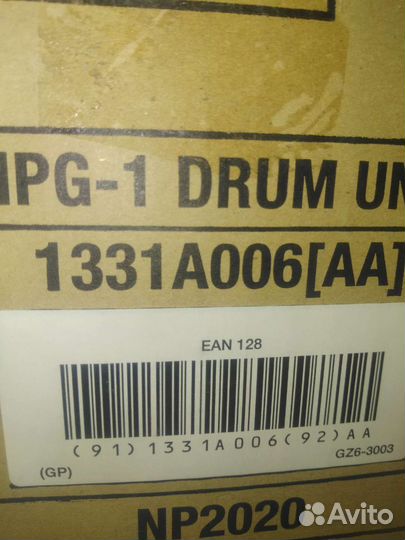 NPG-1 DRUM UN
1331A006[AA]
EAN 128
(91)1331A006(92)AA
(GP)
GZ6-3003
NP2020
Avito